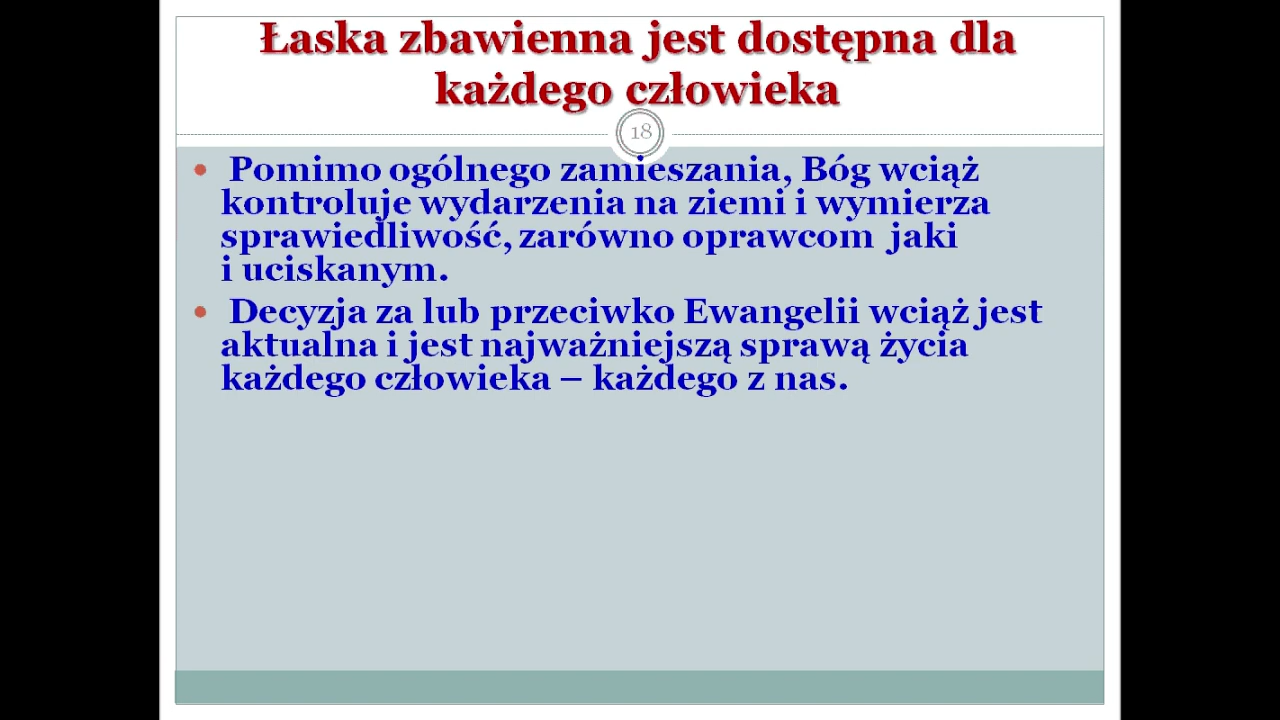 Łaska zbawienna jest dostępna dla
każdego człowieka
18
• Pomimo ogólnego zamieszania, Bóg wciąż
kontroluje wydarzenia na ziemi i wymierza
sprawiedliwość, zarówno oprawcom jaki
i uciskanym.
• Decyzja za lub przeciwko Ewangelii wciąż jest
aktualna i jest najważniejszą sprawą życia
każdego człowieka – każdego z nas.